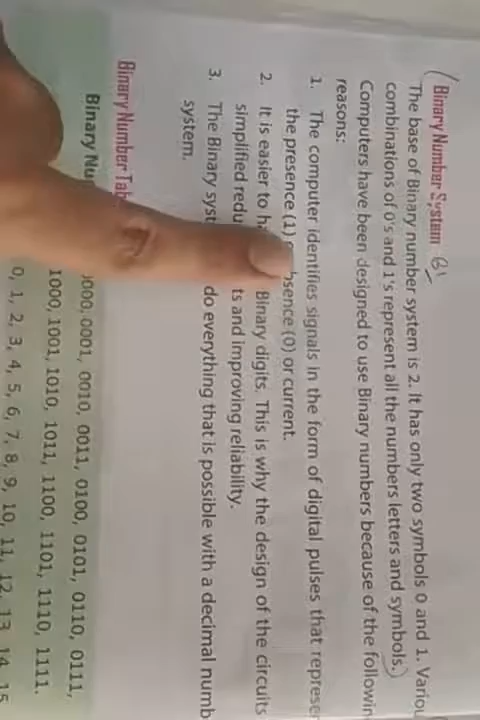 Binary Number System B1
The base of Binary number system is 2. It has only two symbols 0 and 1.
combinations of 0's and 1's represent all the numbers letters and symbols.
Computers have been designed to use Binary numbers because of the
reasons:
1. The computer identifies signals in the form of digital pulses that
the presence (1) (0) or current.
2. It is easier to Binary digits. This is why the design of the circuits
simplified and improving reliability.
3. The Binary do everything that is possible with a decimal
system.
Binary Number
Binary 0001, 0010, 0011, 0100, 0101, 0110, 0111,
1000, 1001, 1010, 1011, 1100, 1101, 1110, 1111.
0, 1, 2, 3, 4, 5, 6, 7, 8, 9, 10, 11, 12, 13, 14, 15